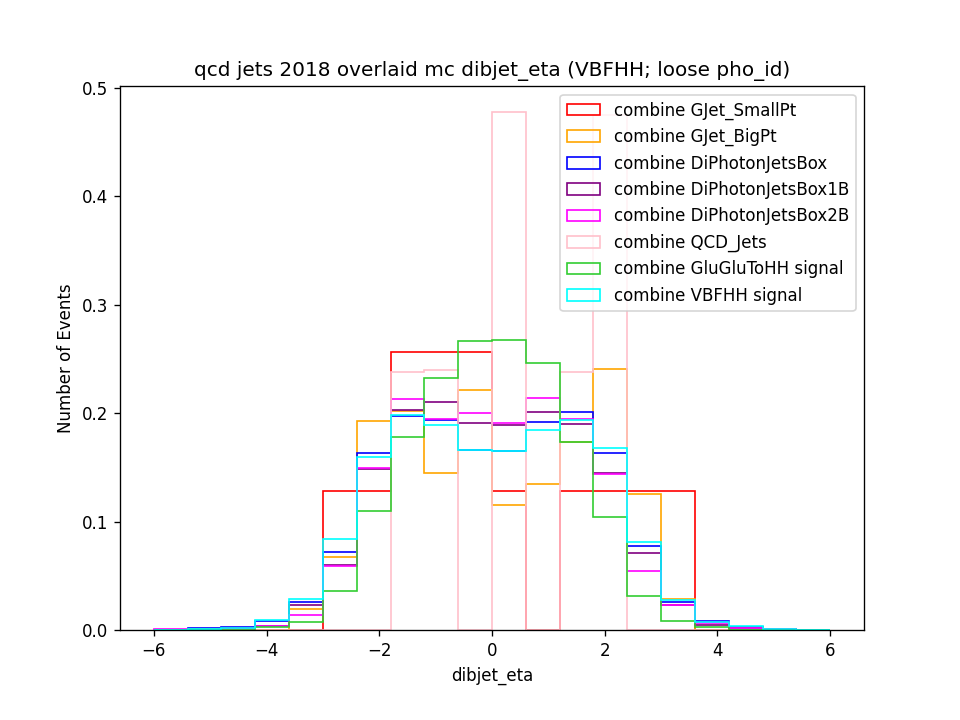 qcd jets 2018 overlaid mc dibjet_eta (VBFHH; loose pho_id)
combine GJet_SmallPt
combine GJet_BigPt
combine DiPhotonJetsBox
combine DiPhotonJetsBox1B
combine DiPhotonJetsBox2B
combine QCD_Jets
combine GluGluToHH signal
combine VBFHH signal
Number of Events
0.5
0.4
0.3
0.2
0.1
0.0
−6 −4 −2 0 2 4 6
dibjet_eta